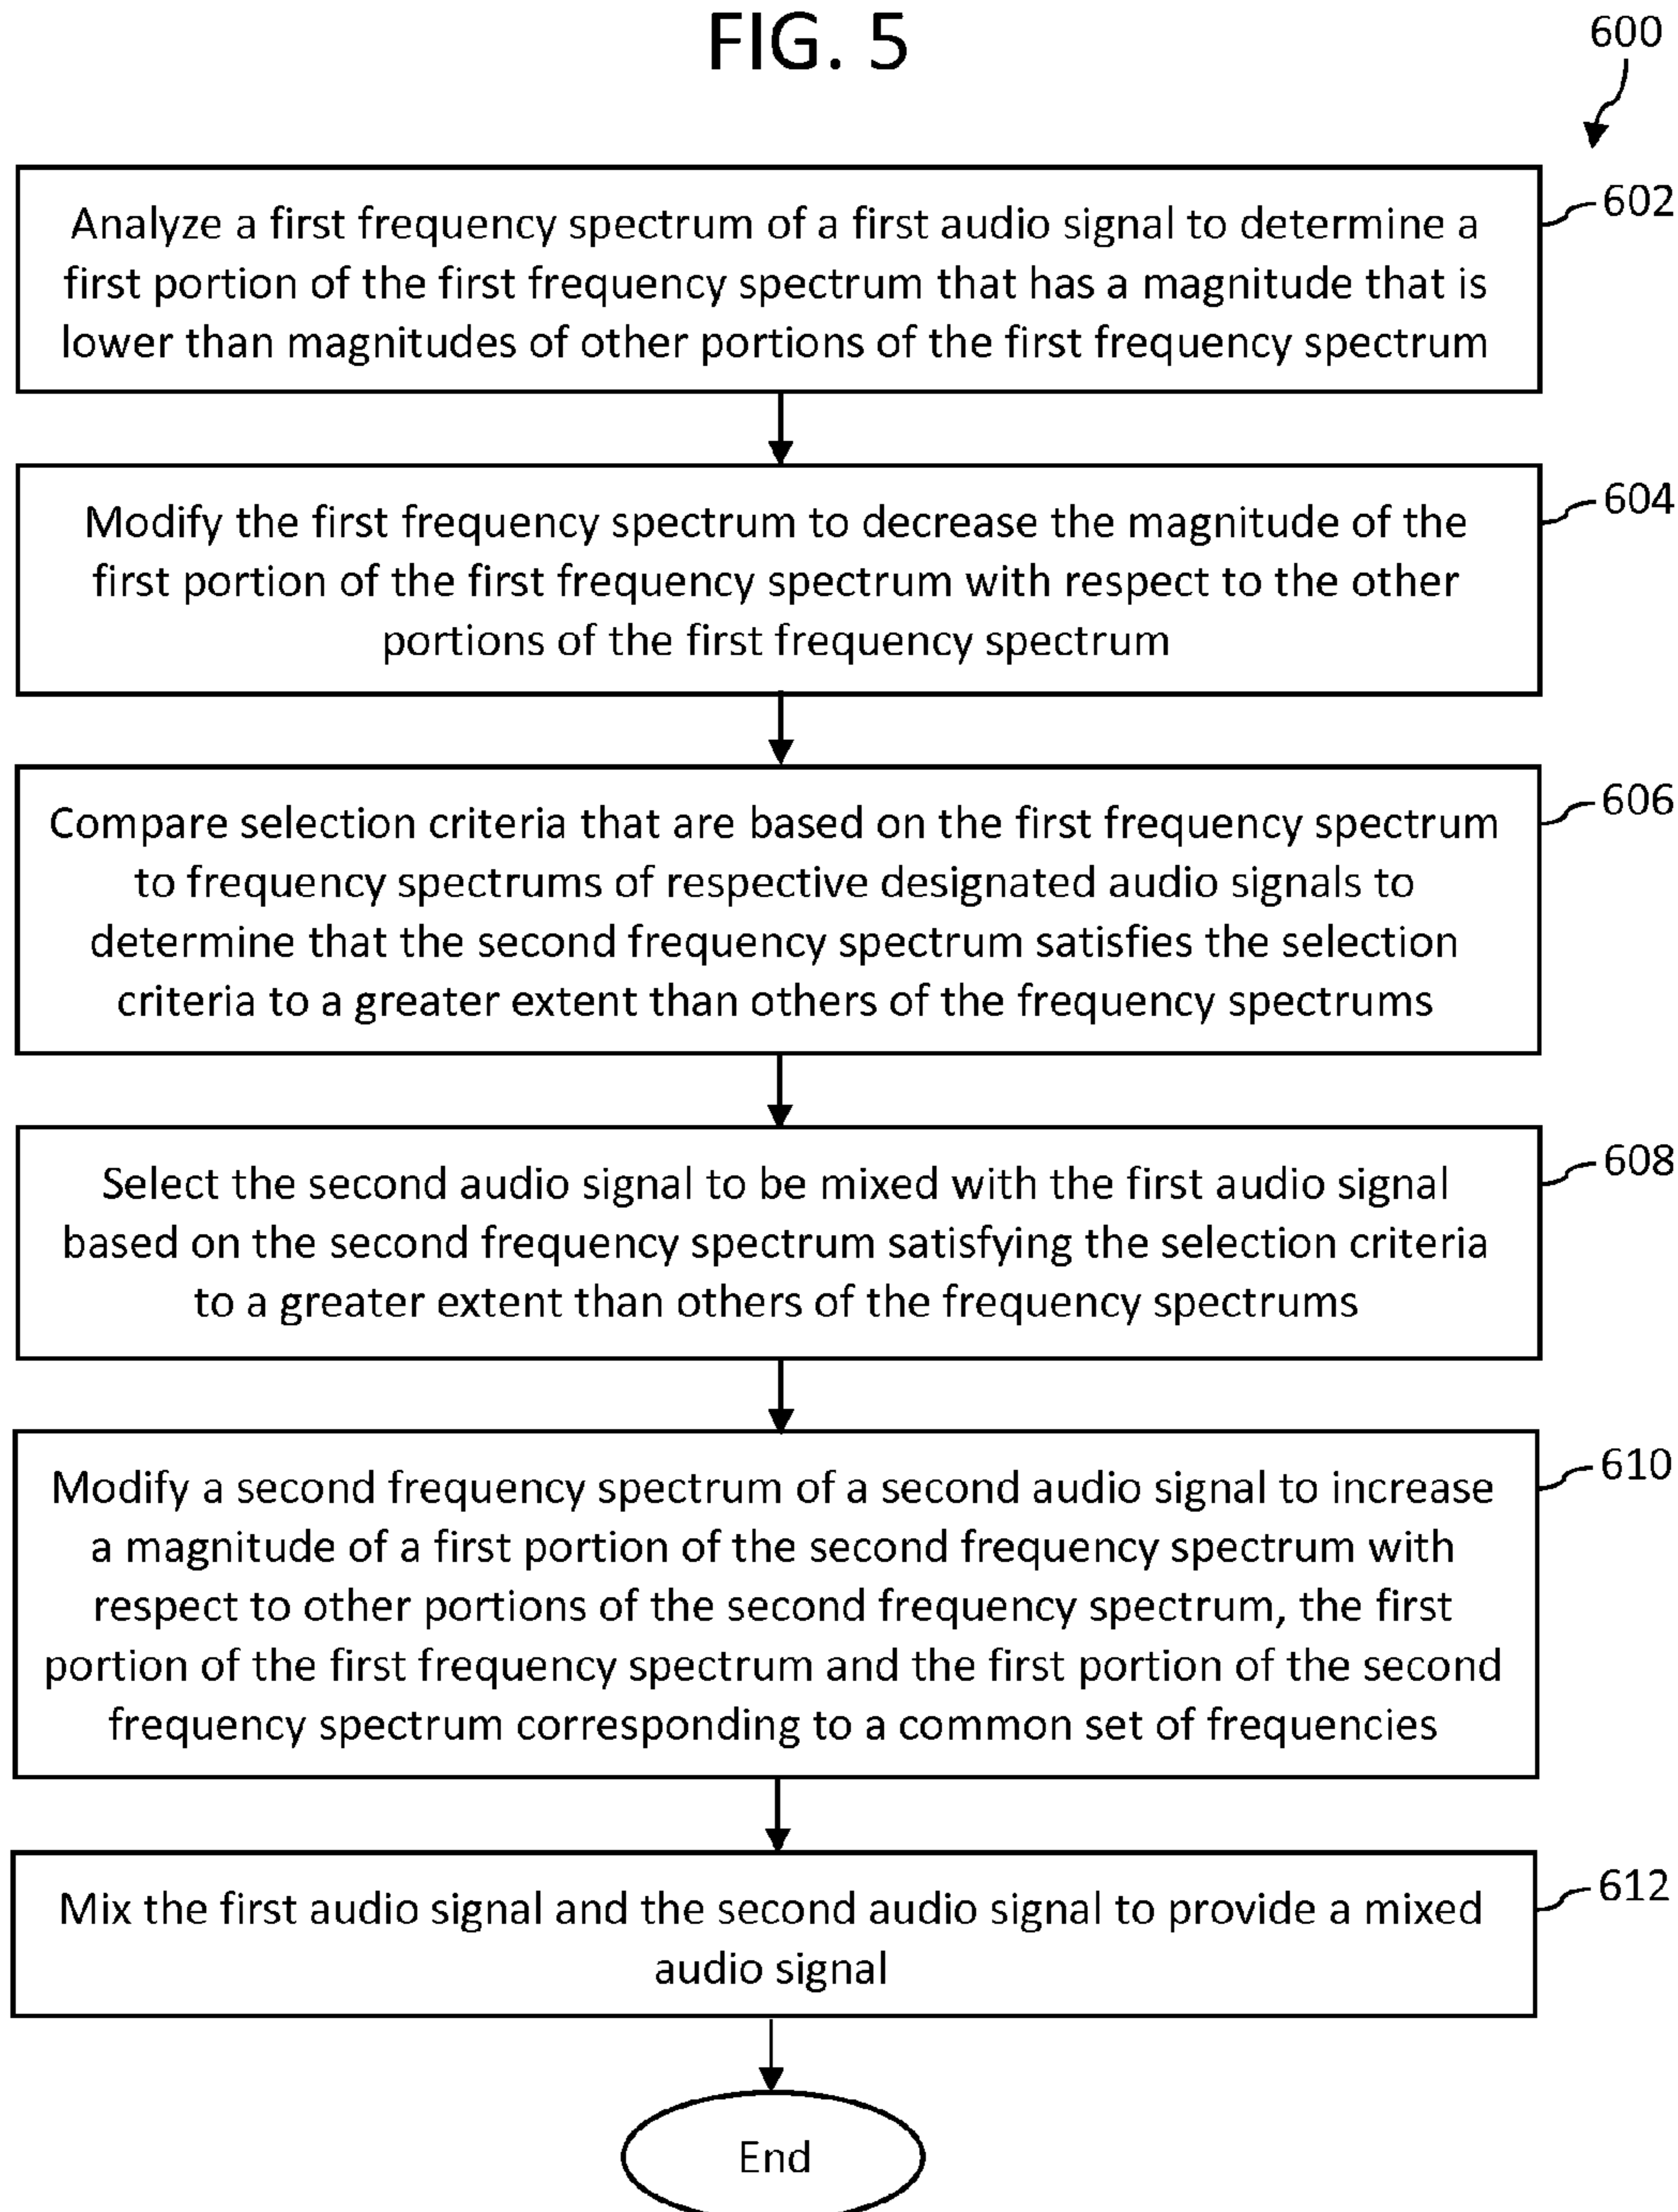 FIG. 5
600
Analyze a first frequency spectrum of a first audio signal to determine a
first portion of the first frequency spectrum that has a magnitude that is
lower than magnitudes of other portions of the first frequency spectrum
602
Modify the first frequency spectrum to decrease the magnitude of the
first portion of the first frequency spectrum with respect to the other
portions of the first frequency spectrum
604
Compare selection criteria that are based on the first frequency spectrum
to frequency spectrums of respective designated audio signals to
determine that the second frequency spectrum satisfies the selection
criteria to a greater extent than others of the frequency spectrums
606
Select the second audio signal to be mixed with the first audio signal
based on the second frequency spectrum satisfying the selection criteria
to a greater extent than others of the frequency spectrums
608
Modify a second frequency spectrum of a second audio signal to increase
a magnitude of a first portion of the second frequency spectrum with
respect to other portions of the second frequency spectrum, the first
portion of the first frequency spectrum and the first portion of the second
frequency spectrum corresponding to a common set of frequencies
610
Mix the first audio signal and the second audio signal to provide a mixed
audio signal
612
End